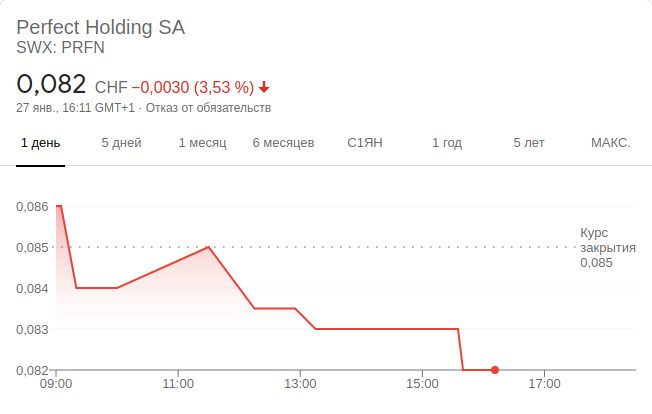 Perfect Holding SA
SWX: PRFN
0,082 CHF −0,0030 (3,53 %)
27 янв., 16:11 GMT+1 · Отказ от обязательств
1 день 5 дней 1 месяц 6 месяцев С1ЯН 1 год 5 лет МАКС.
0,086
0,085
Курс
закрытия
0,085
0,084
0,083
0,082
09:00 11:00 13:00 15:00 17:00